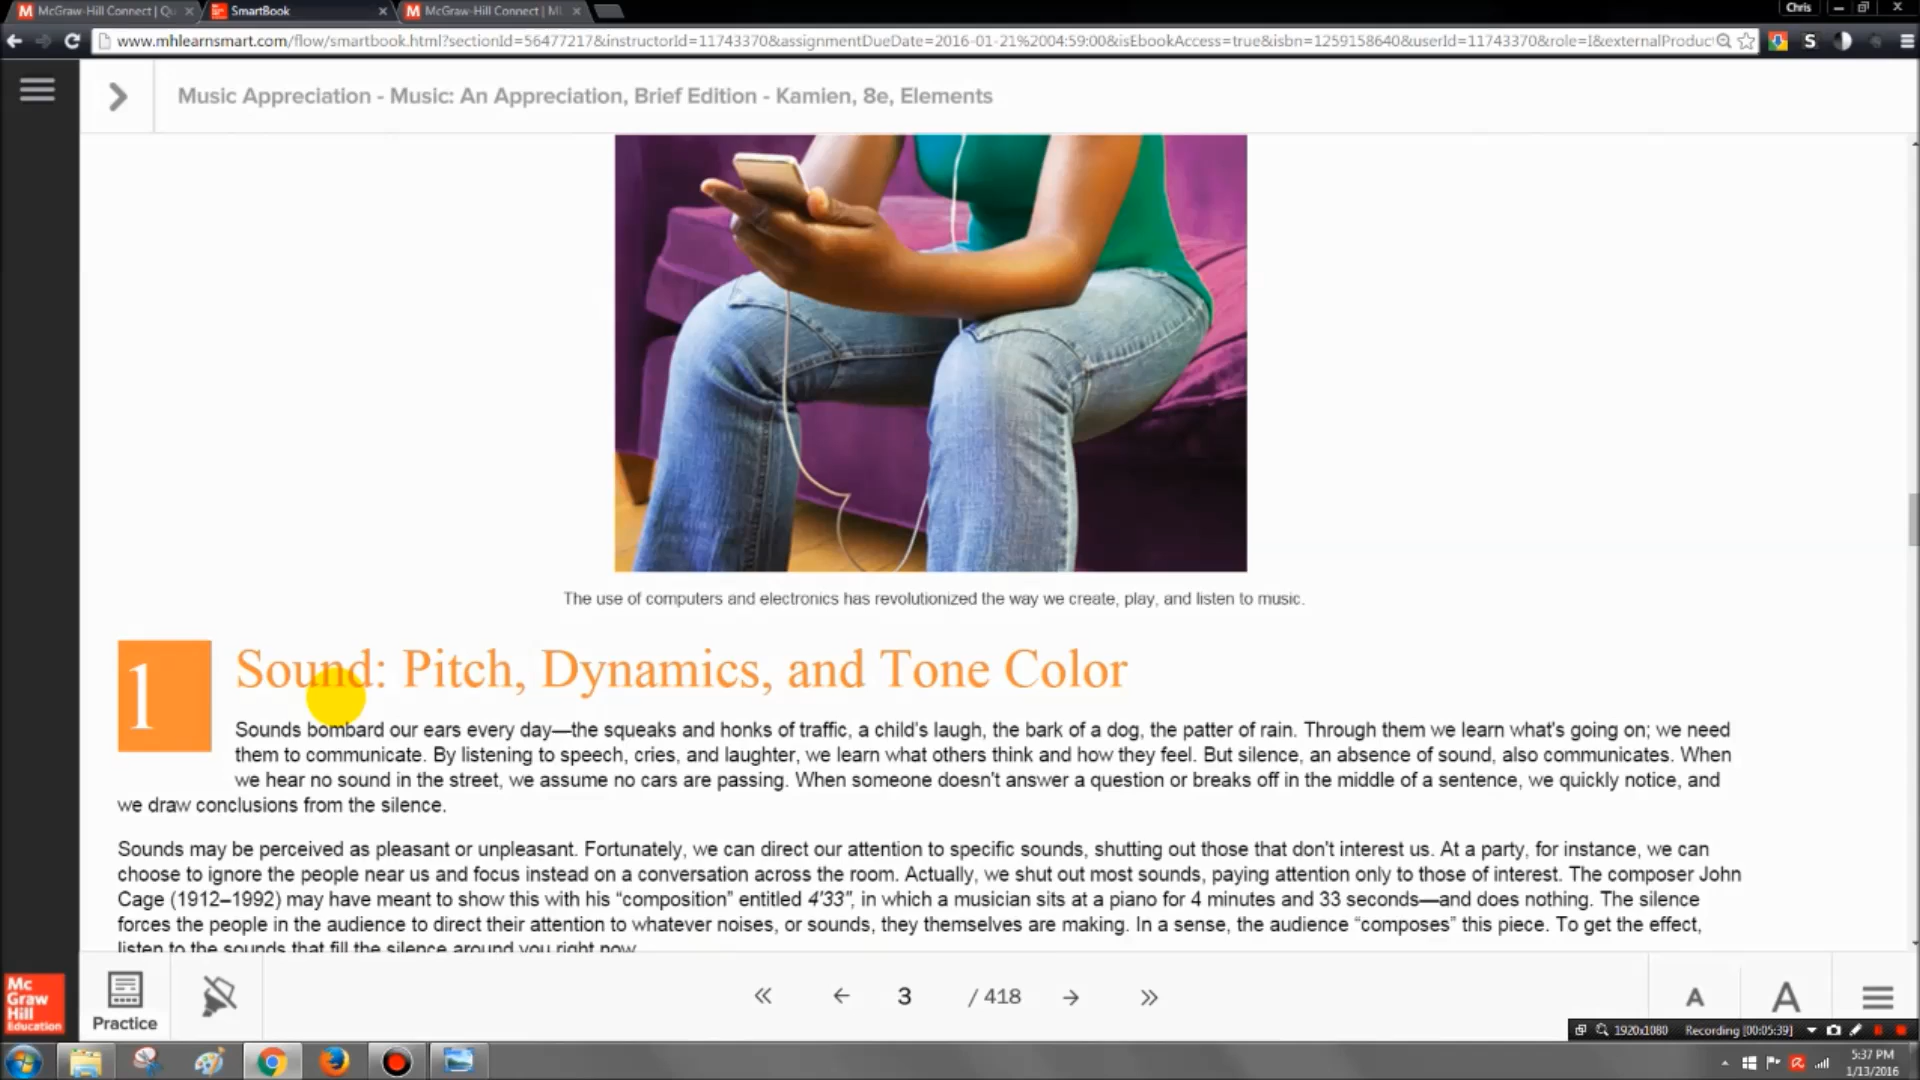 McGraw-Hill Connect | Qu
SmartBook
McGraw-Hill Connect | M
Chris
www.mhlearnsmart.com/flow/smartbook.html?sectionId=56477217&instructorId=11743370&assignmentDueDate=2016-01-21%2004:59:00&isEbookAccess=true&isbn=1259158640&userId=11743370&role=I&externalProduc
Music Appreciation - Music: An Appreciation, Brief Edition - Kamien, 8e, Elements
The use of computers and electronics has revolutionized the way we create, play, and listen to music.
1
Sound: Pitch, Dynamics, and Tone Color
Sounds bombard our ears every day—the squeaks and honks of traffic, a child's laugh, the bark of a dog, the patter of rain. Through them we learn what's going on; we need
them to communicate. By listening to speech, cries, and laughter, we learn what others think and how they feel. But silence, an absence of sound, also communicates. When
we hear no sound in the street, we assume no cars are passing. When someone doesn't answer a question or breaks off in the middle of a sentence, we quickly notice, and
we draw conclusions from the silence.
Sounds may be perceived as pleasant or unpleasant. Fortunately, we can direct our attention to specific sounds, shutting out those that don't interest us. At a party, for instance, we can
choose to ignore the people near us and focus instead on a conversation across the room. Actually, we shut out most sounds, paying attention only to those of interest. The composer John
Cage (1912–1992) may have meant to show this with his “composition” entitled 4'33", in which a musician sits at a piano for 4 minutes and 33 seconds—and does nothing. The silence
forces the people in the audience to direct their attention to whatever noises, or sounds, they themselves are making. In a sense, the audience “composes” this piece. To get the effect,
listen to the sounds that fill the silence around you right now.
Mc
Graw
Hill
Education
Practice
3 / 418
A A
1920x1080 Recording [00:05:39]
5:37 PM
1/13/2016